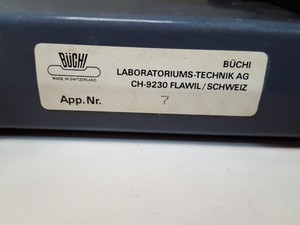 BÜCHI
MADE IN SWITZERLAND
BÜCHI
LABORATORIUMS-TECHNIK AG
CH-9230 FLAWIL/SCHWEIZ
App.Nr. 7